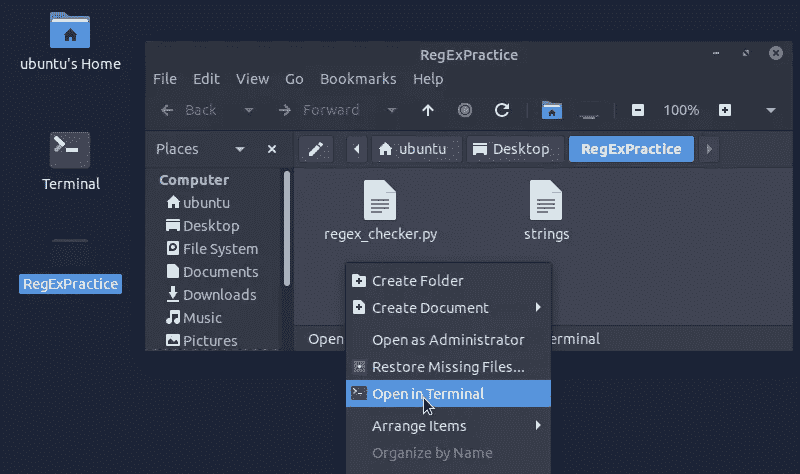 ubuntu's Home
Terminal
RegExPractice
RegExPractice
File Edit View Go Bookmarks Help
Back Forward 100%
Places ubuntu Desktop RegExPractice
Computer
ubuntu
Desktop
File System
Documents
Downloads
Music
Pictures
regex_checker.py strings
Create Folder
Create Document
Open as Administrator
Restore Missing Files...
Open in Terminal
Arrange Items
Organize by Name
Open erminal